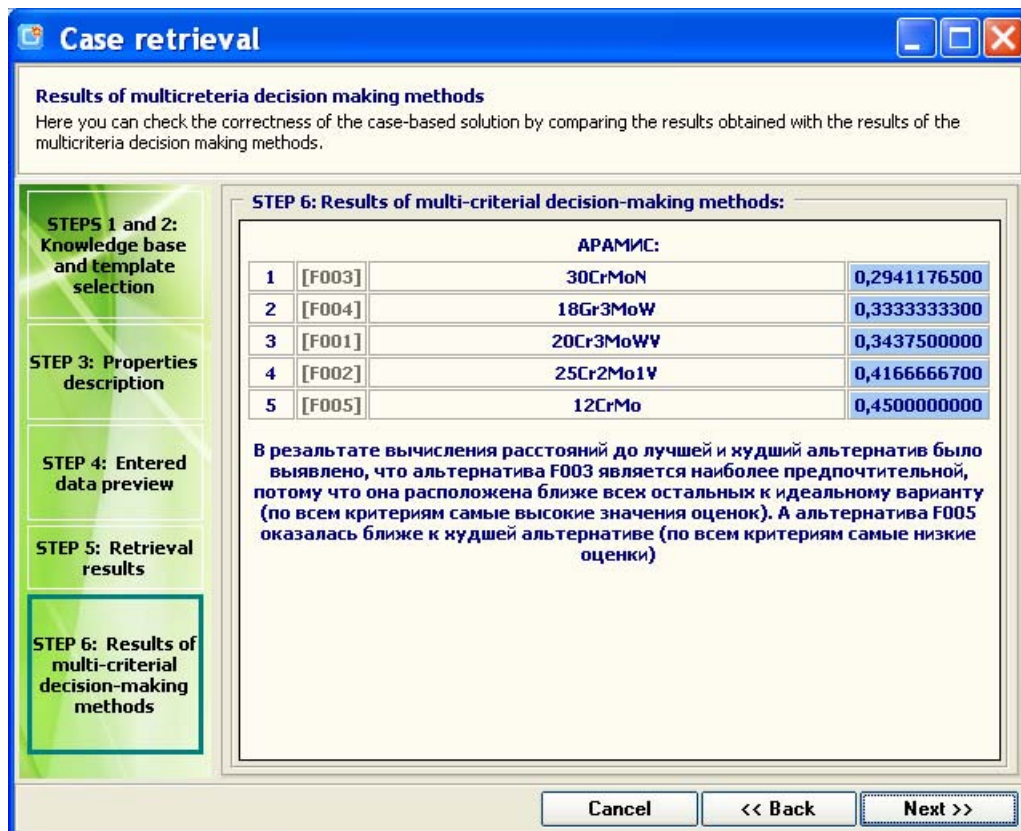 Case retrieval
Results of multicreteria decision making methods
Here you can check the correctness of the case-based solution by comparing the results obtained with the results of the
multicriteria decision making methods.
STEPS 1 and 2:
Knowledge base
and template
selection
STEP 3: Properties
description
STEP 4: Entered
data preview
STEP 5: Retrieval
results
STEP 6: Results of
multi-criterial
decision-making
methods
STEP 6: Results of multi-criterial decision-making methods:
АРАМИС:
1 [F003] 30CrMoN 0,2941176500
2 [F004] 18Gr3MoW 0,3333333300
3 [F001] 20Cr3MoWV 0,3437500000
4 [F002] 25Cr2Mo1V 0,4166666700
5 [F005] 12CrMo 0,4500000000
В резальтате вычисления расстояний до лучшей и худший альтернатив было
выявлено, что альтернатива F003 является наиболее предпочтительной,
потому что она расположена ближе всех остальных к идеальному варианту
(по всем критериям самые высокие значения оценок). А альтернатива F005
оказалась ближе к худшей альтернативе (по всем критериям самые низкие
оценки)
Cancel
<< Back
Next >>